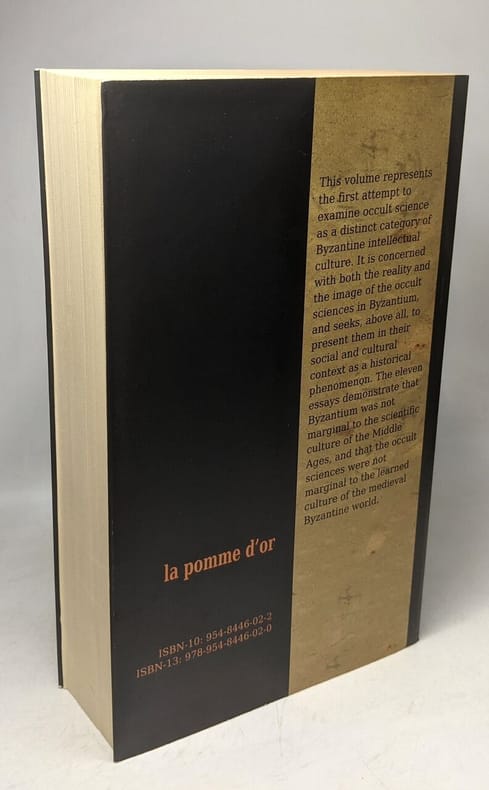 This volume represents
the first attempt to
examine occult science
as a distinct category of
Byzantine intellectual
culture. It is concerned
with both the reality and
the image of the occult
sciences in Byzantium,
and seeks, above all, to
present them in their
social and cultural
context as a historical
phenomenon. The eleven
essays demonstrate that
Byzantium was not
marginal to the scientific
culture of the Middle
Ages, and that the occult
sciences were not
marginal to the learned
culture of the medieval
Byzantine world.
la pomme d'or
ISBN-10: 954-8446-02-2
ISBN-13: 978-954-8446-02-0